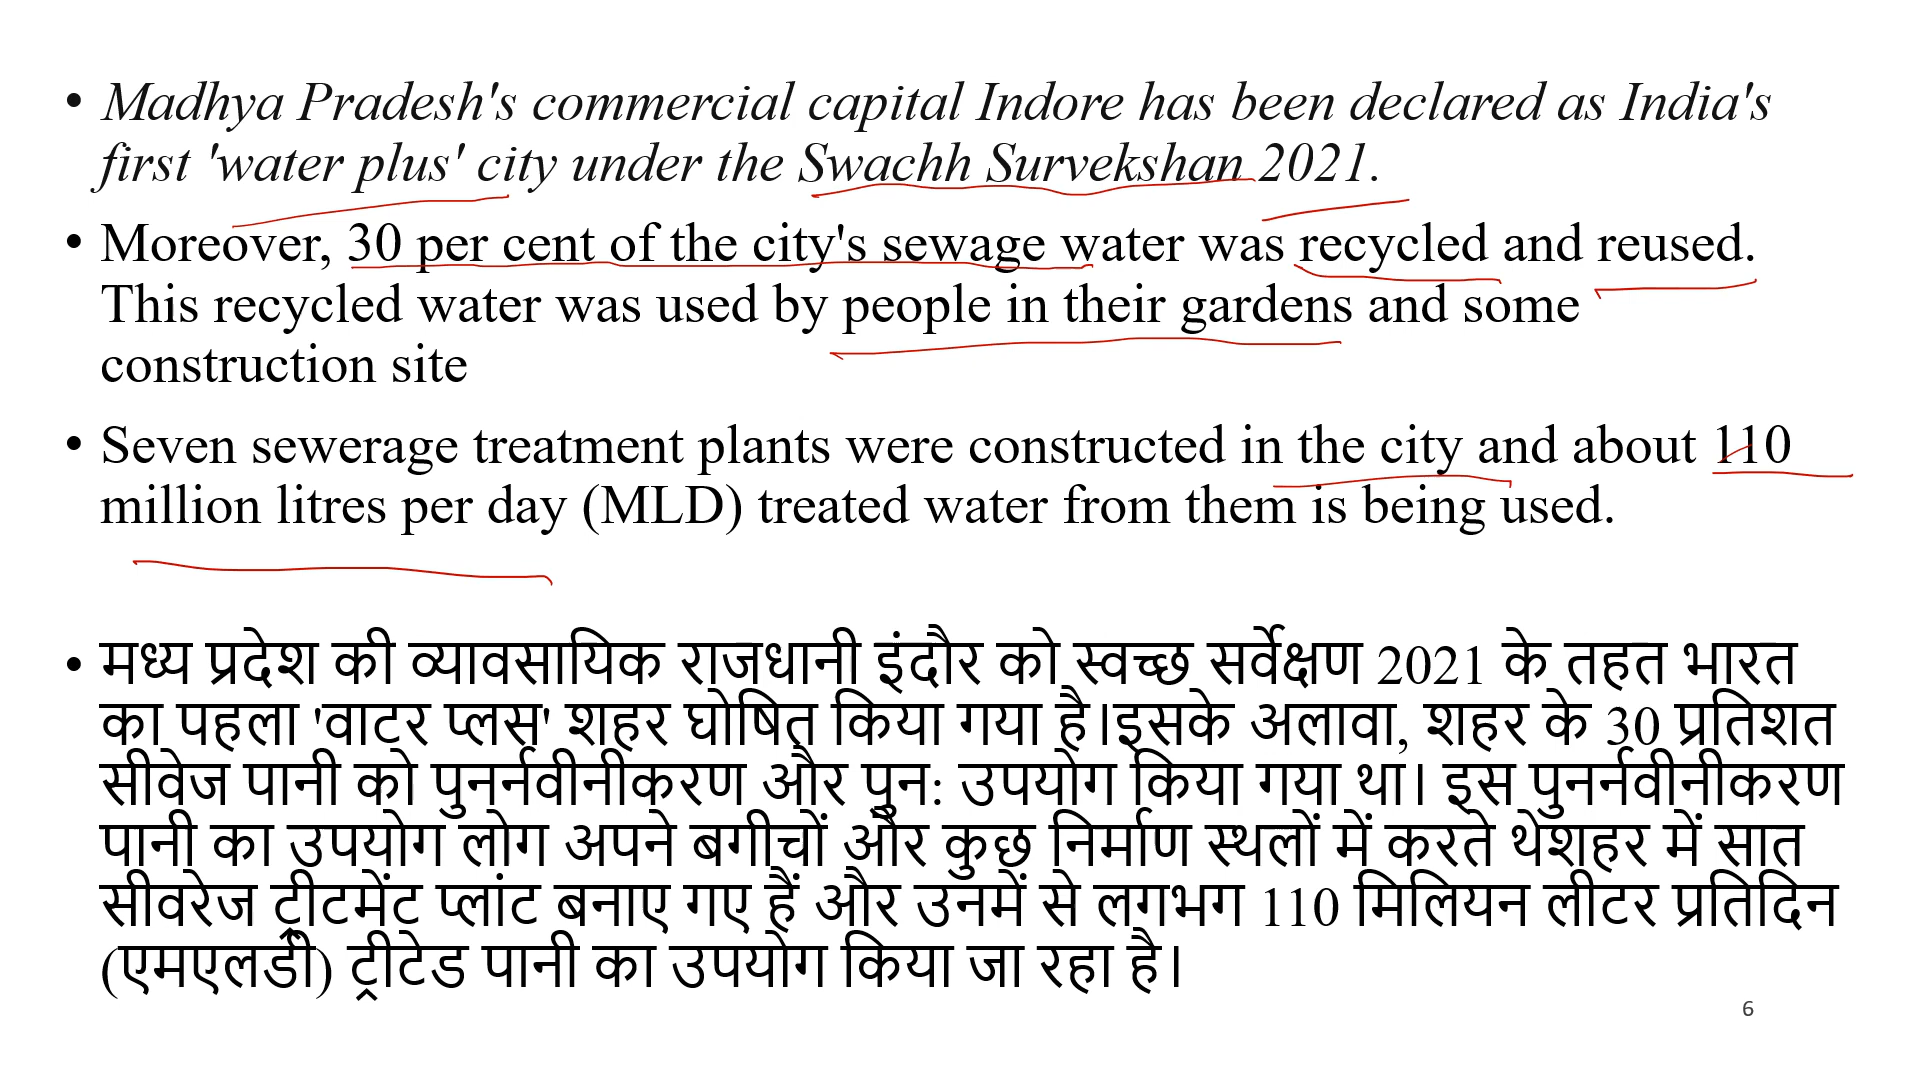 • Madhya Pradesh's commercial capital Indore has been declared as India's
first 'water plus' city under the Swachh Survekshan 2021.
• Moreover, 30 per cent of the city's sewage water was recycled and reused.
This recycled water was used by people in their gardens and some
construction site
• Seven sewerage treatment plants were constructed in the city and about 110
million litres per day (MLD) treated water from them is being used.
• मध्य प्रदेश की व्यावसायिक राजधानी इंदौर को स्वच्छ सर्वेक्षण 2021 के तहत भारत
का पहला 'वाटर प्लस' शहर घोषित किया गया है।इसके अलावा, शहर के 30 प्रतिशत
सीवेज पानी को पुनर्नवीनीकरण और पुन: उपयोग किया गया था। इस पुनर्नवीनीकरण
पानी का उपयोग लोग अपने बगीचों और कुछ निर्माण स्थलों में करते थेशहर में सात
सीवरेज ट्रीटमेंट प्लांट बनाए गए हैं और उनमें से लगभग 110 मिलियन लीटर प्रतिदिन
(एमएलडी) ट्रीटेड पानी का उपयोग किया जा रहा है।
6